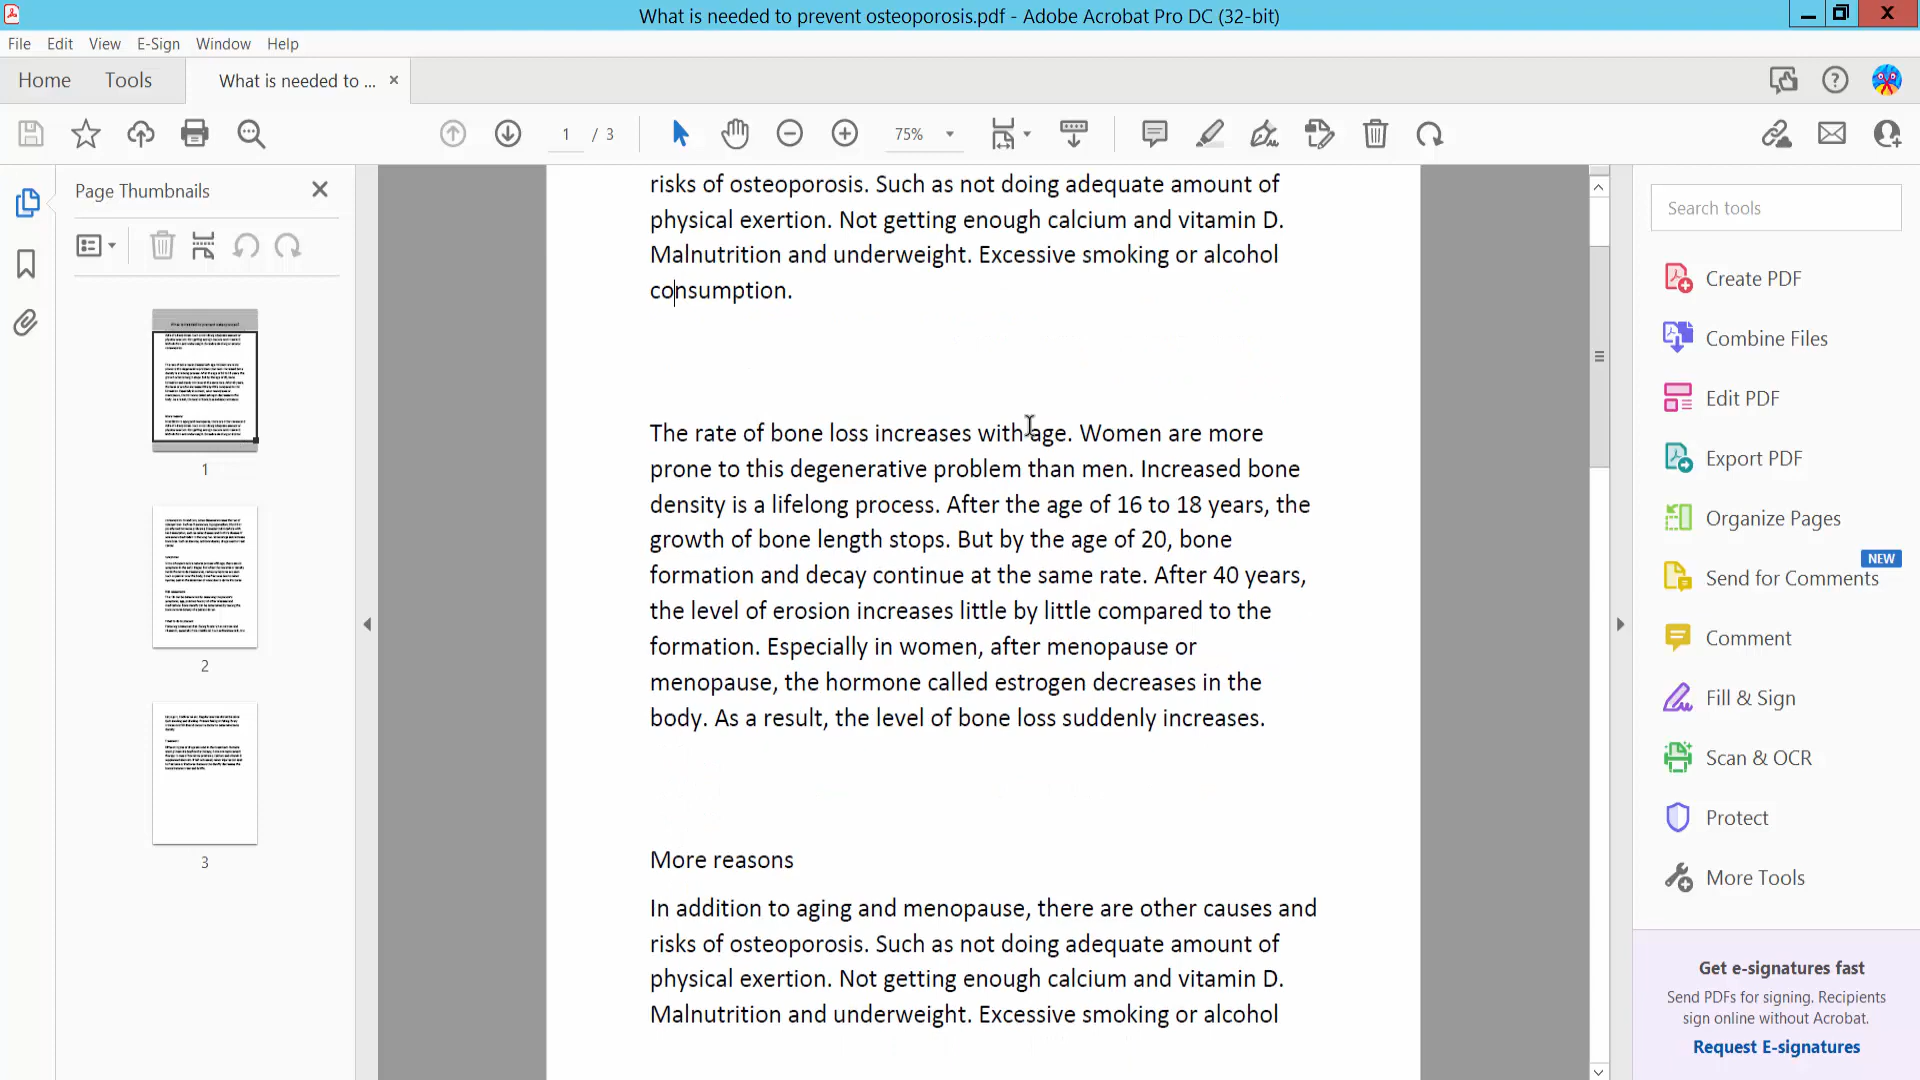 What is needed to prevent osteoporosis.pdf - Adobe Acrobat Pro DC (32-bit)
File Edit View E-Sign Window Help
Home Tools What is needed to ...
1 / 3 75%
Page Thumbnails
1
2
3
risks of osteoporosis. Such as not doing adequate amount of
physical exertion. Not getting enough calcium and vitamin D.
Malnutrition and underweight. Excessive smoking or alcohol
consumption.
The rate of bone loss increases with age. Women are more
prone to this degenerative problem than men. Increased bone
density is a lifelong process. After the age of 16 to 18 years, the
growth of bone length stops. But by the age of 20, bone
formation and decay continue at the same rate. After 40 years,
the level of erosion increases little by little compared to the
formation. Especially in women, after menopause or
menopause, the hormone called estrogen decreases in the
body. As a result, the level of bone loss suddenly increases.
More reasons
In addition to aging and menopause, there are other causes and
risks of osteoporosis. Such as not doing adequate amount of
physical exertion. Not getting enough calcium and vitamin D.
Malnutrition and underweight. Excessive smoking or alcohol
Search tools
Create PDF
Combine Files
Edit PDF
Export PDF
Organize Pages
NEW
Send for Comments
Comment
Fill & Sign
Scan & OCR
Protect
More Tools
Get e-signatures fast
Send PDFs for signing. Recipients
sign online without Acrobat.
Request E-signatures